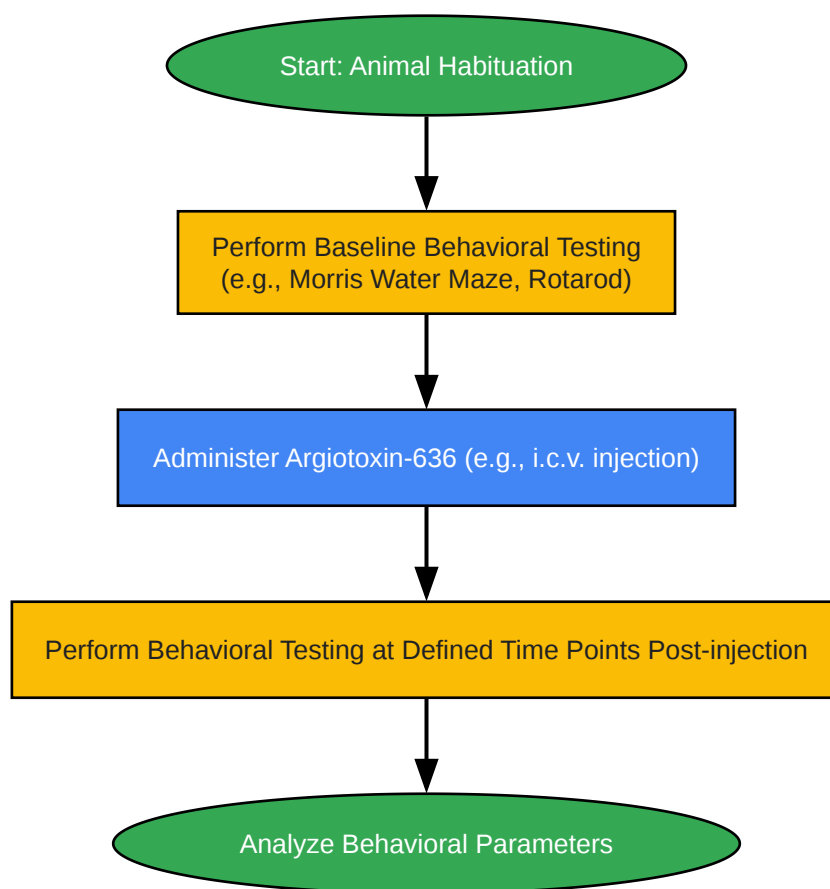 Start: Animal Habituation
Perform Baseline Behavioral Testing
(e.g., Morris Water Maze, Rotarod)
Administer Argiotoxin-636 (e.g., i.c.v. injection)
Perform Behavioral Testing at Defined Time Points Post-injection
Analyze Behavioral Parameters